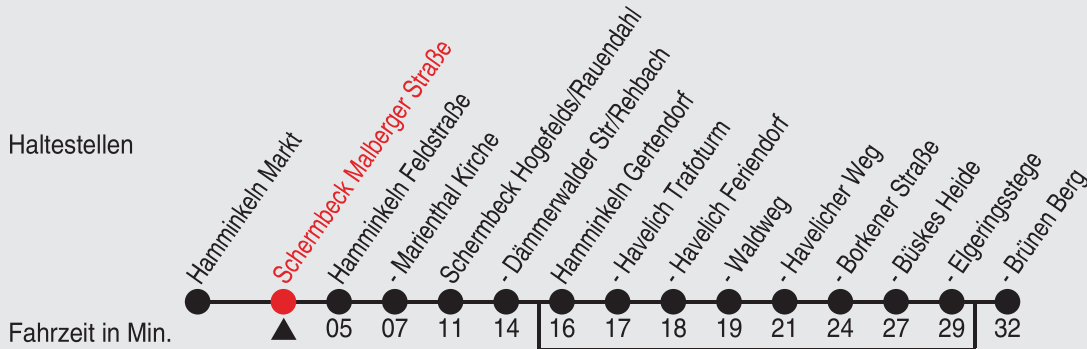 Haltestellen
Hamminkeln Markt
Schermbeck Malberger Straße
Hamminkeln Feldstraße
- Marienthal Kirche
Schermbeck Hogefelds/Rauendahl
- Dämmerwalder Str/Rehbach
Hamminkeln Gertendorf
- Havelich Trafoturm
- Havelich Feriendorf
- Waldweg
- Havelicher Weg
- Borkener Straße
- Büskes Heide
- Elgeringsstege
- Brünen Berg
Fahrzeit in Min.
05 07 11 14 16 17 18 19 21 24 27 29 32